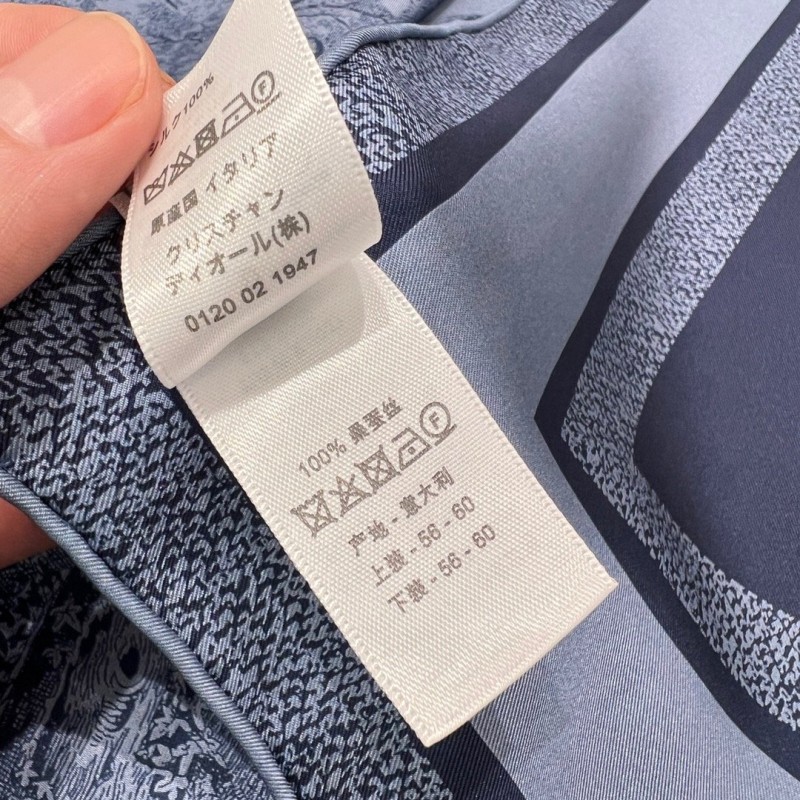 シルク100%
原産国 イタリア
クリスチャン
ディオール(株)
0120 02 1947
100% 桑蚕丝
产地 - 意大利
上装 - 56 - 60
下装 - 56 - 60